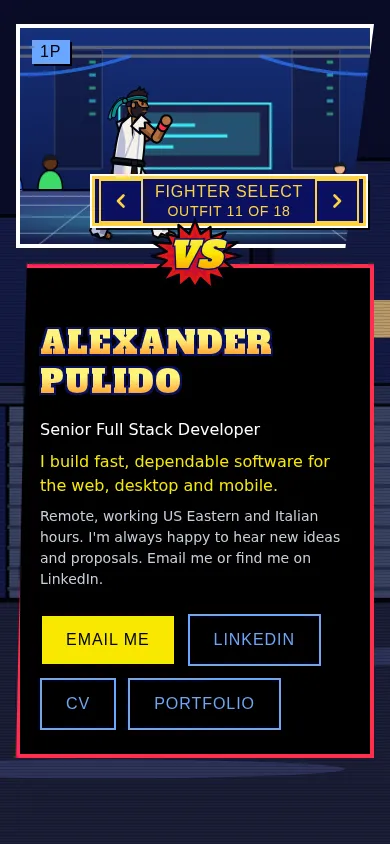 1P
FIGHTER SELECT
OUTFIT 11 OF 18
VS
ALEXANDER
PULIDO
Senior Full Stack Developer
I build fast, dependable software for
the web, desktop and mobile.
Remote, working US Eastern and Italian
hours. I'm always happy to hear new ideas
and proposals. Email me or find me on
LinkedIn.
EMAIL ME
LINKEDIN
CV
PORTFOLIO